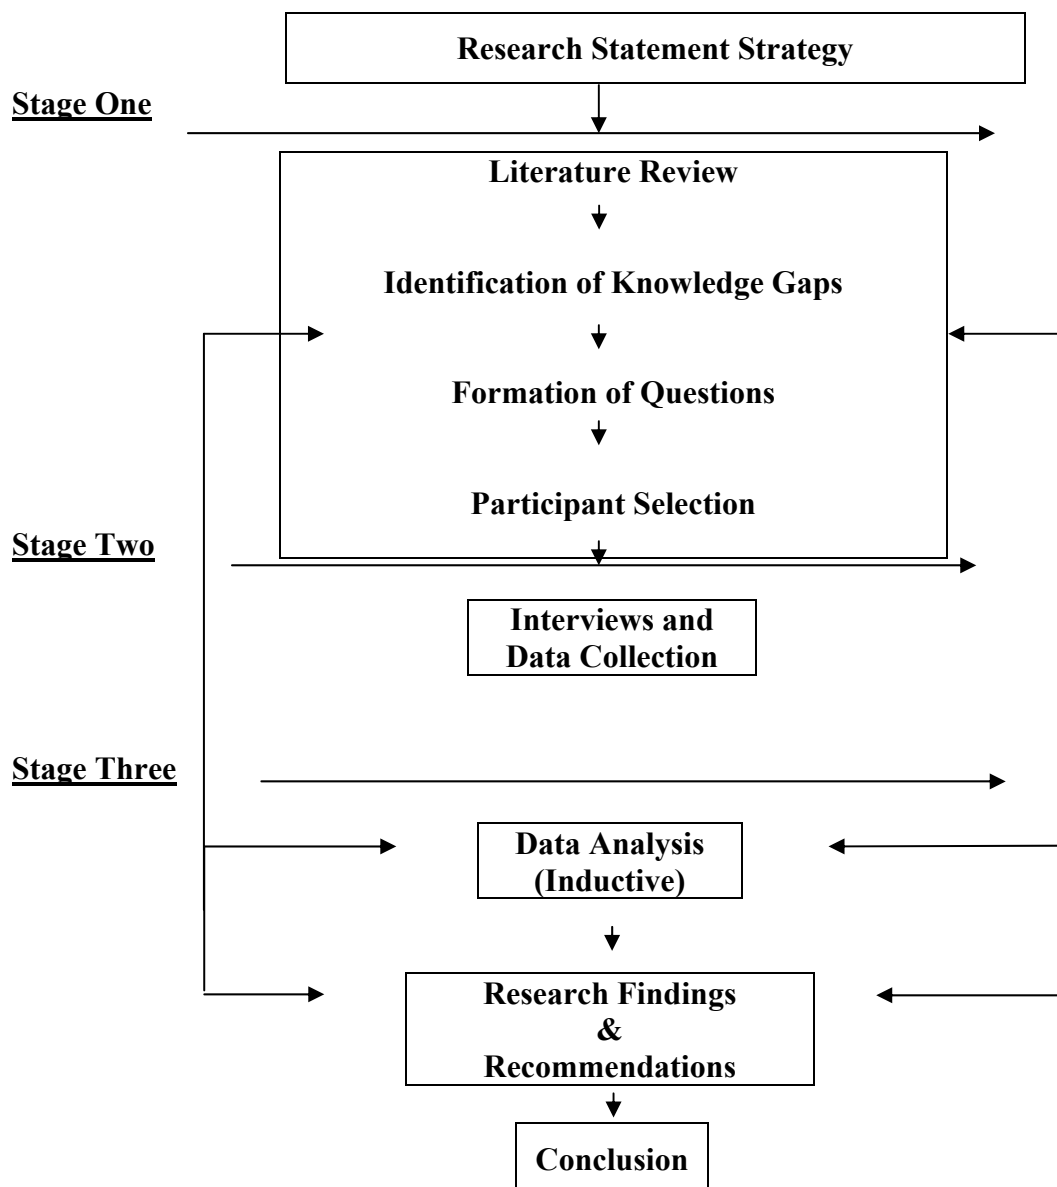 Research Statement Strategy
Stage One
Literature Review
Identification of Knowledge Gaps
Formation of Questions
Participant Selection
Stage Two
Interviews and
Data Collection
Stage Three
Data Analysis
(Inductive)
Research Findings
&
Recommendations
Conclusion